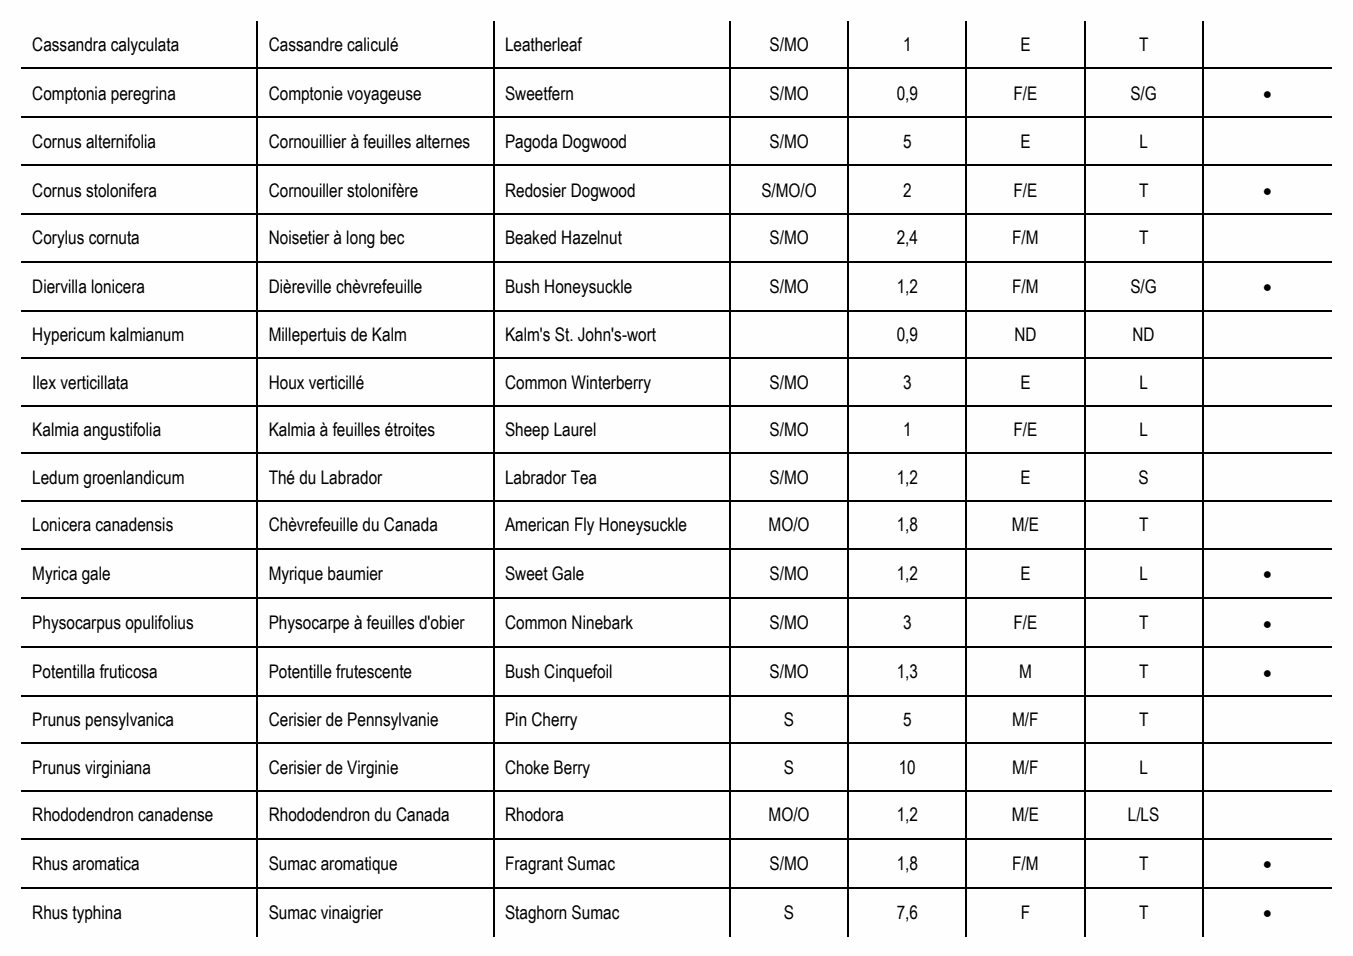 Cassandra calyculata Cassandre caliculé Leatherleaf S/MO 1 E T
Comptonia peregrina Comptonie voyageuse Sweetfern S/MO 0,9 F/E S/G •
Cornus alternifolia Cornouillier à feuilles alternes Pagoda Dogwood S/MO 5 E L
Cornus stolonifera Cornouiller stolonifère Redosier Dogwood S/MO/O 2 F/E T •
Corylus cornuta Noisetier à long bec Beaked Hazelnut S/MO 2,4 F/M T
Diervilla lonicera Dièreville chèvrefeuille Bush Honeysuckle S/MO 1,2 F/M S/G •
Hypericum kalmianum Millepertuis de Kalm Kalm's St. John's-wort 0,9 ND ND
Ilex verticillata Houx verticillé Common Winterberry S/MO 3 E L
Kalmia angustifolia Kalmia à feuilles étroites Sheep Laurel S/MO 1 F/E L
Ledum groenlandicum Thé du Labrador Labrador Tea S/MO 1,2 E S
Lonicera canadensis Chèvrefeuille du Canada American Fly Honeysuckle MO/O 1,8 M/E T
Myrica gale Myrique baumier Sweet Gale S/MO 1,2 E L •
Physocarpus opulifolius Physocarpe à feuilles d'obier Common Ninebark S/MO 3 F/E T •
Potentilla fruticosa Potentille frutescente Bush Cinquefoil S/MO 1,3 M T •
Prunus pensylvanica Cerisier de Pennsylvanie Pin Cherry S 5 M/F T
Prunus virginiana Cerisier de Virginie Choke Berry S 10 M/F L
Rhododendron canadense Rhododendron du Canada Rhodora MO/O 1,2 M/E L/LS
Rhus aromatica Sumac aromatique Fragrant Sumac S/MO 1,8 F/M T •
Rhus typhina Sumac vinaigrier Staghorn Sumac S 7,6 F T •